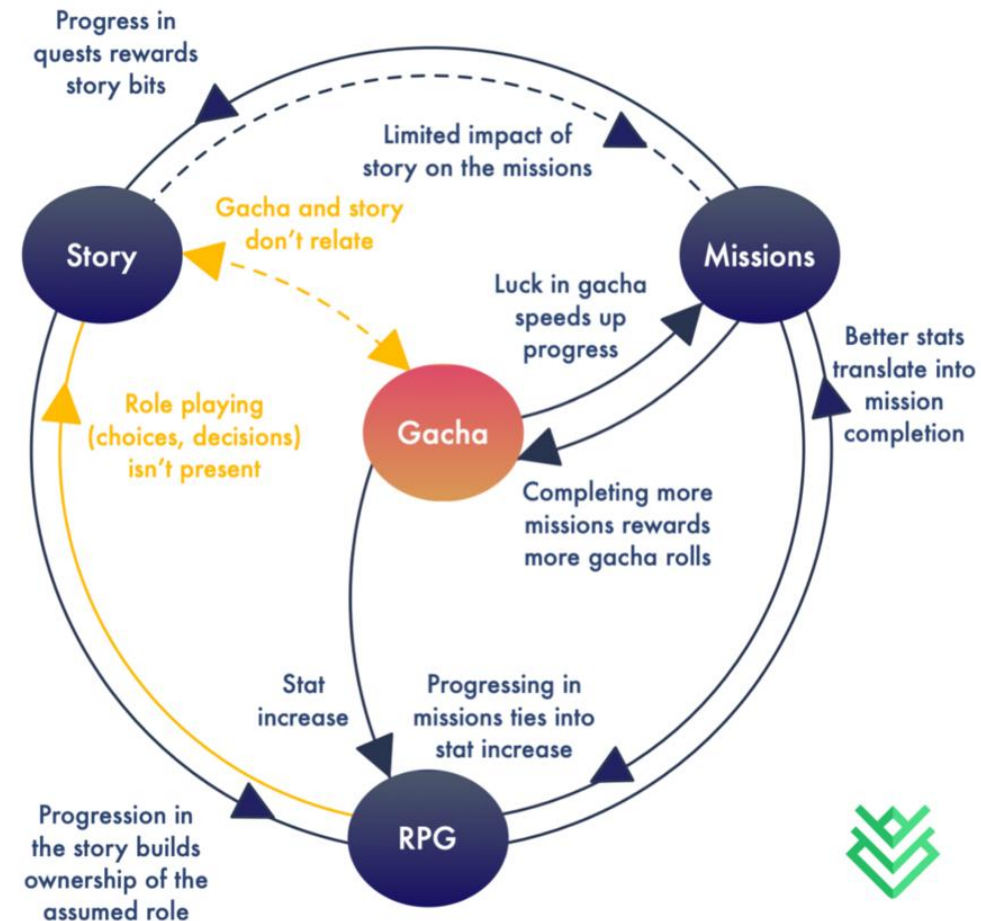 Progress in
quests rewards
story bits
Limited impact of
story on the missions
Gacha and story
don't relate
Story
Missions
Luck in gacha
speeds up
progress
Better stats
translate into
mission
completion
Role playing
(choices, decisions)
isn't present
Gacha
Completing more
missions rewards
more gacha rolls
Stat
increase
Progressing in
missions ties into
stat increase
Progression in
the story builds
ownership of the
assumed role
RPG